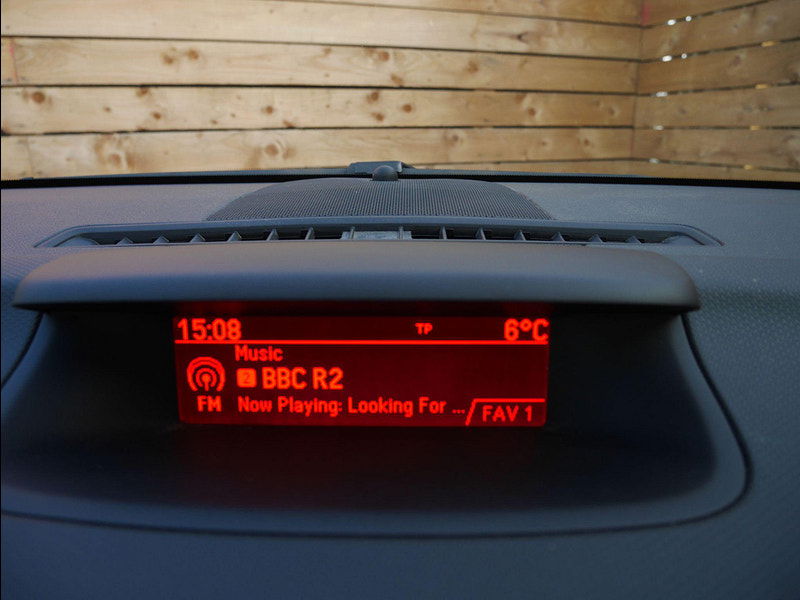 15:08 TP 6°C
Music
2 BBC R2
FM Now Playing: Looking For ... FAV 1